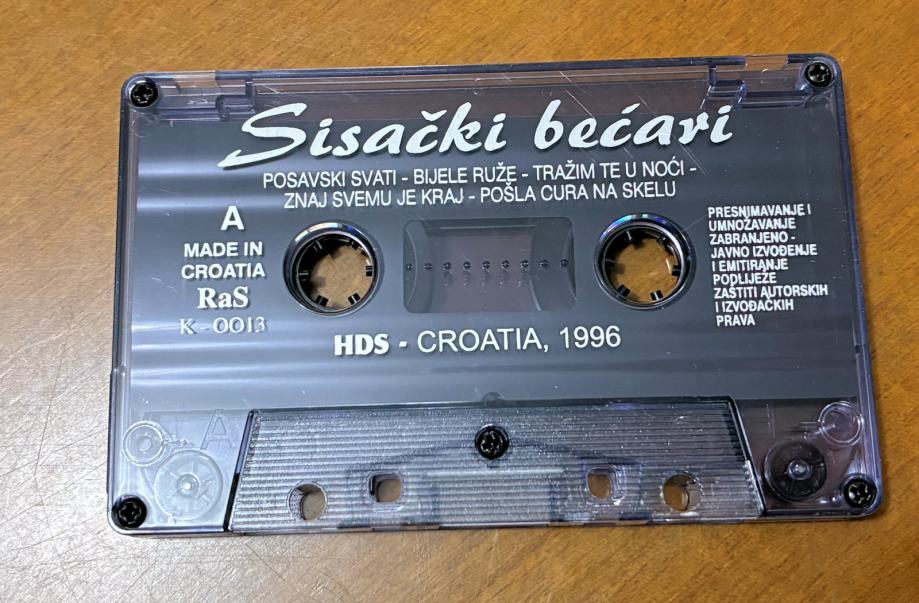 Sisački bećari
POSAVSKI SVATI - BIJELE RUŽE - TRAŽIM TE U NOĆI -
ZNAJ SVEMU JE KRAJ - POŠLA CURA NA SKELU
A
MADE IN
CROATIA
RaS
K - 0013
PRESNIMAVANJE I
UMNOŽAVANJE
ZABRANJENO -
JAVNO IZVOĐENJE
I EMITIRANJE
PODLIJEŽE
ZAŠTITI AUTORSKIH
I IZVOĐAČKIH
PRAVA
HDS - CROATIA, 1996
A